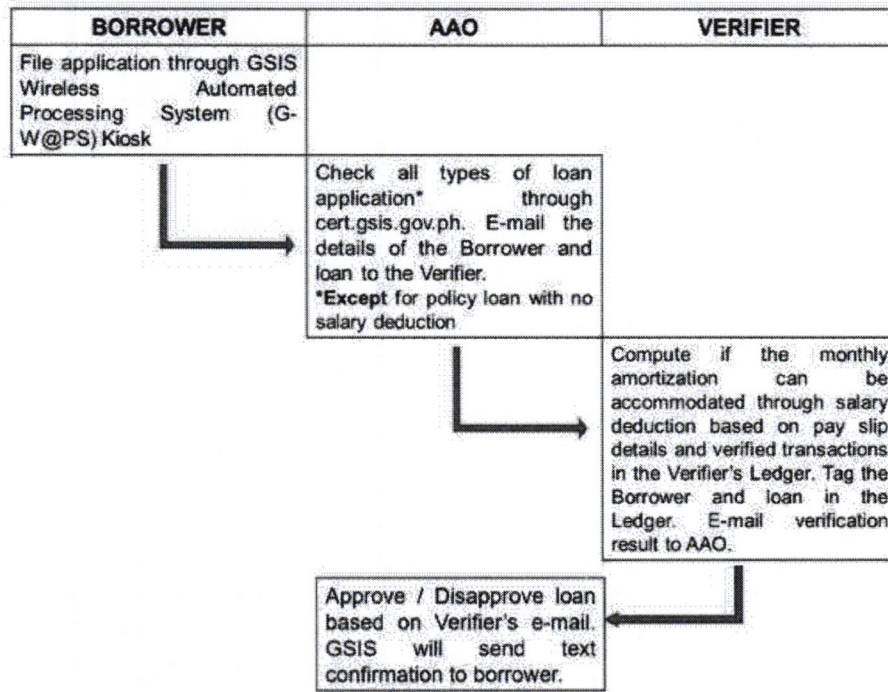 BORROWER
AAO
VERIFIER
File application through GSIS
Wireless Automated
Processing System (G-
W@PS) Kiosk
Check all types of loan
application* through
cert.gsis.gov.ph. E-mail the
details of the Borrower and
loan to the Verifier.
*Except for policy loan with no
salary deduction
Compute if the monthly
amortization can be
accommodated through salary
deduction based on pay slip
details and verified transactions
in the Verifier's Ledger. Tag the
Borrower and loan in the
Ledger. E-mail verification
result to AAO.
Approve / Disapprove loan
based on Verifier's e-mail.
GSIS will send text
confirmation to borrower.